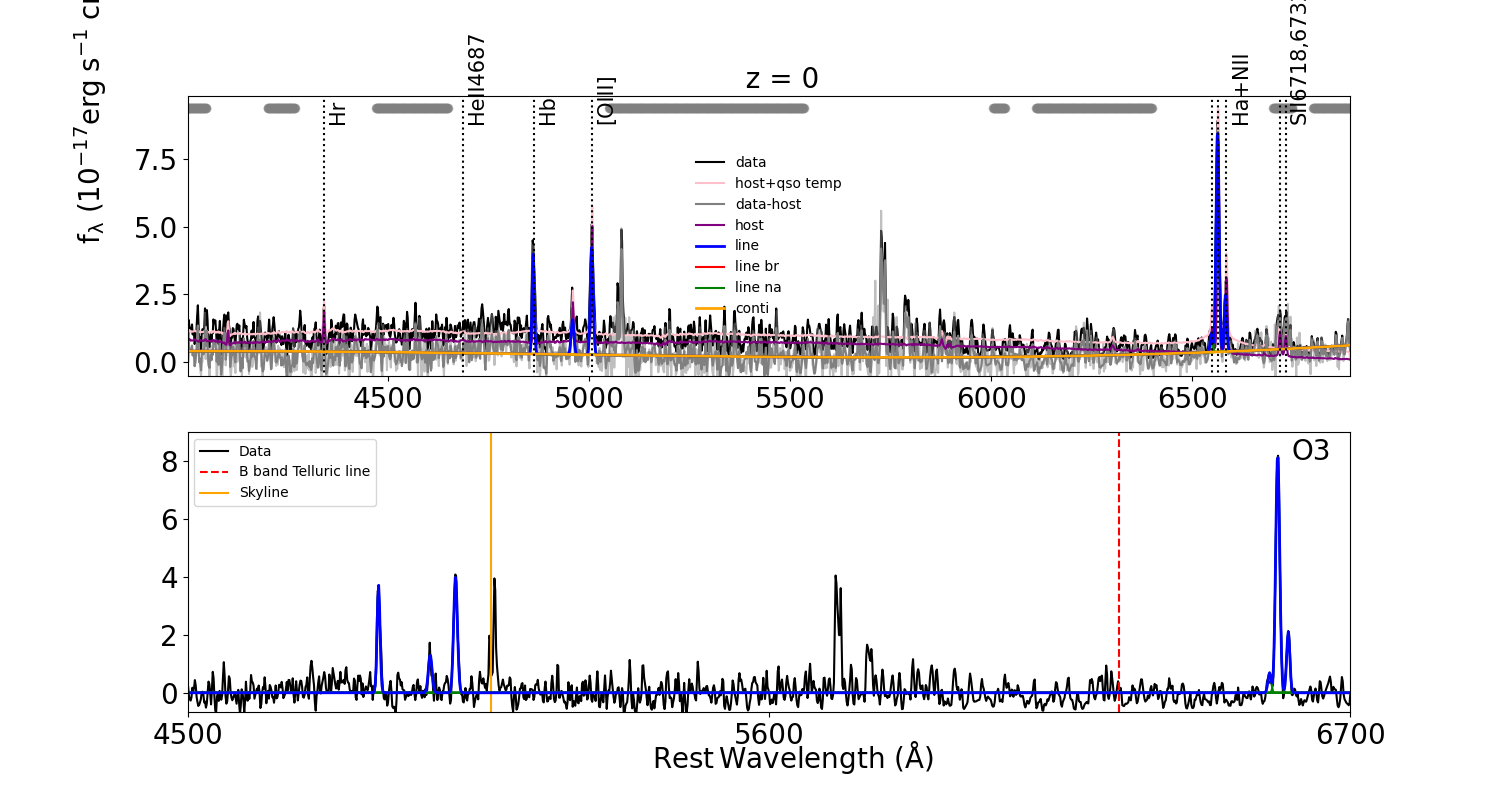 z = 0
fλ (10⁻¹⁷erg s⁻¹ c
Hr
HeII4687
Hb
[OIII]
Ha+NII
SII6718,673
7.5
5.0
2.5
0.0
data
host+qso temp
data-host
host
line
line br
line na
conti
4500 5000 5500 6000 6500
Data
B band Telluric line
Skyline
O3
8
6
4
2
0
4500 5600 6700
Rest Wavelength (Å)